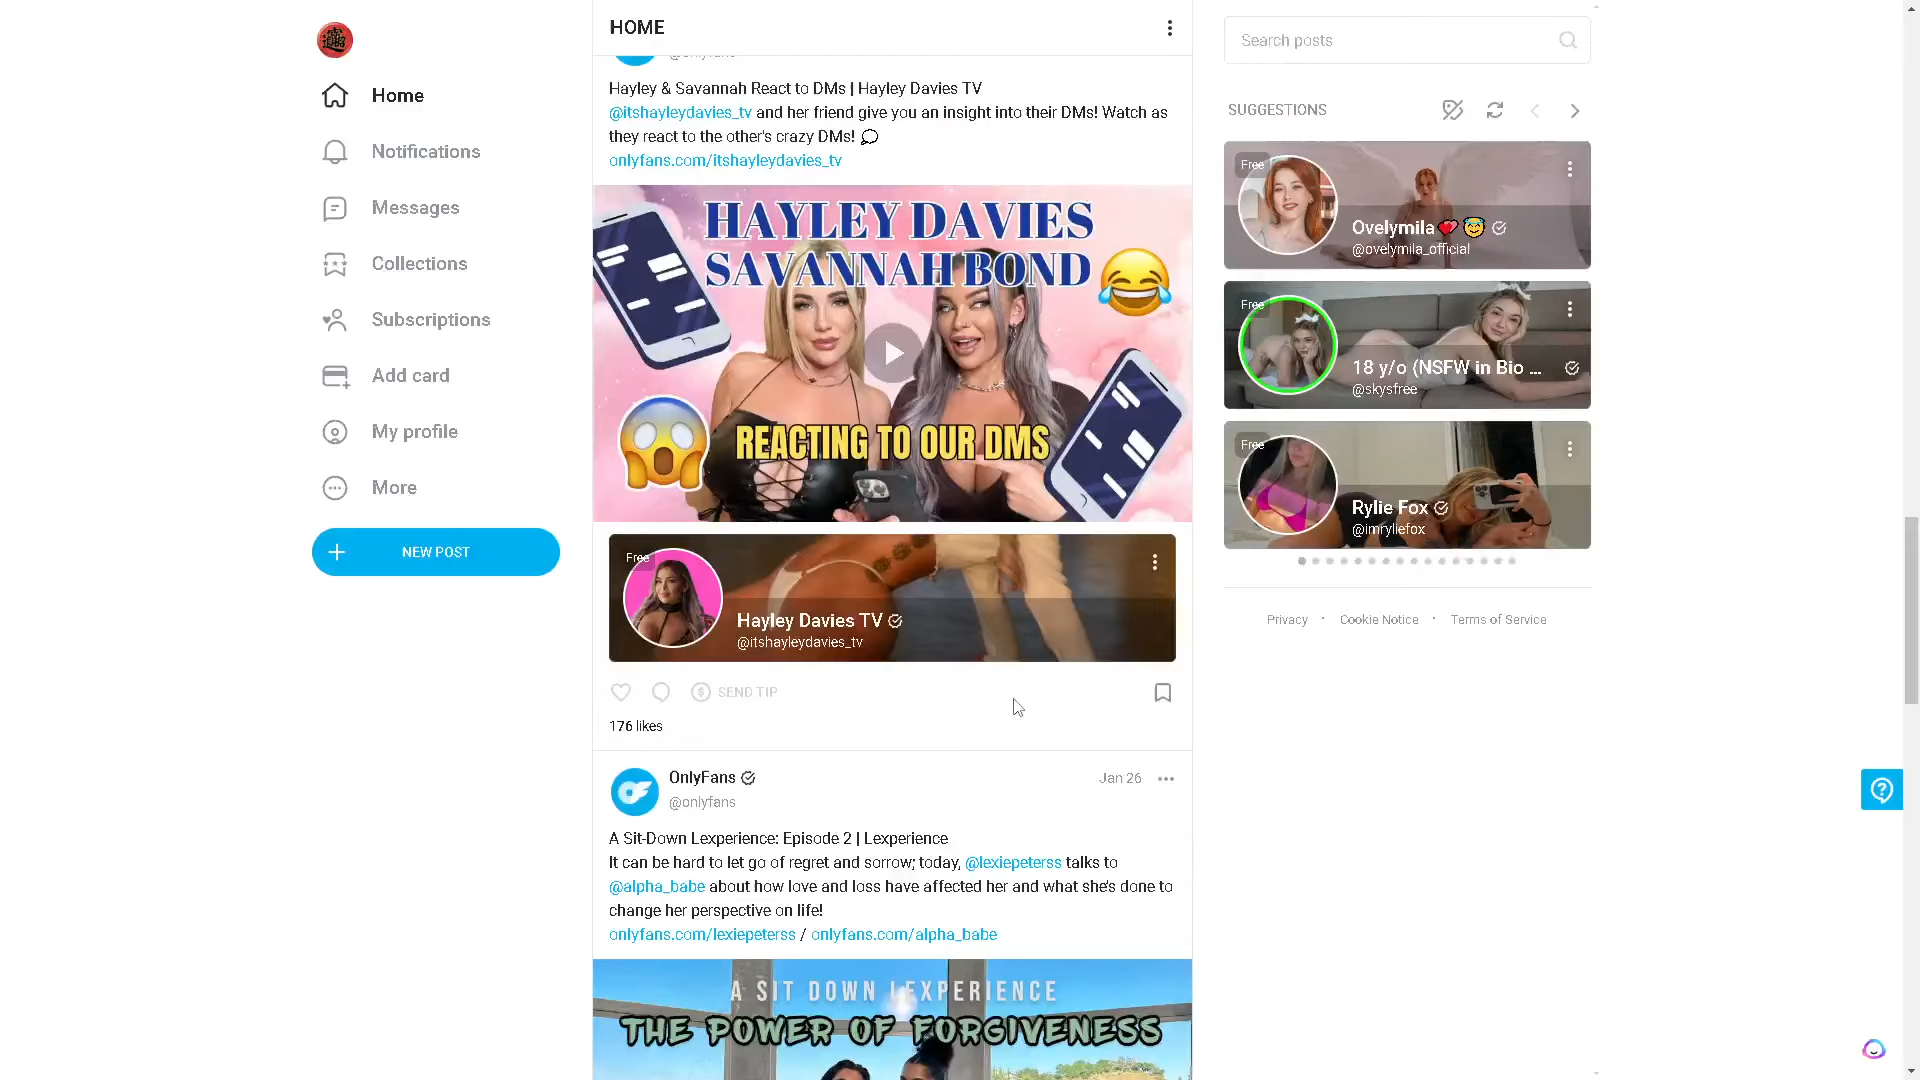 Home
Notifications
Messages
Collections
Subscriptions
Add card
My profile
More
NEW POST
HOME
Hayley & Savannah React to DMs | Hayley Davies TV
@itshayleydavies_tv and her friend give you an insight into their DMs! Watch as
they react to the other's crazy DMs! 💭
onlyfans.com/itshayleydavies_tv
HAYLEY DAVIES
SAVANNAH BOND
REACTING TO OUR DMS
Free
Hayley Davies TV
@itshayleydavies_tv
SEND TIP
176 likes
OnlyFans
Jan 26
@onlyfans
A Sit-Down Lexperience: Episode 2 | Lexperience
It can be hard to let go of regret and sorrow; today, @lexiepeterss talks to
@alpha_babe about how love and loss have affected her and what she's done to
change her perspective on life!
onlyfans.com/lexiepeterss / onlyfans.com/alpha_babe
A SIT DOWN LEXPERIENCE
THE POWER OF FORGIVENESS
Search posts
SUGGESTIONS
Free
Ovelymila💕😇
@ovelymila_official
Free
18 y/o (NSFW in Bio ...
@skysfree
Free
Rylie Fox
@imryliefox
Privacy · Cookie Notice · Terms of Service